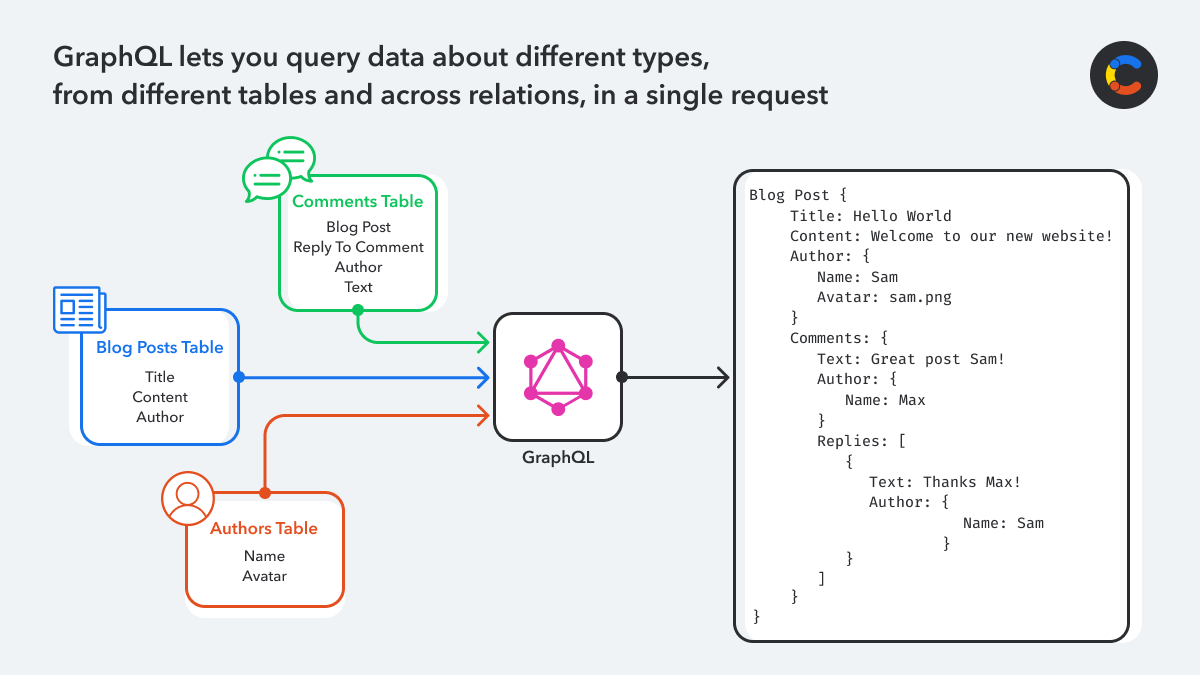 GraphQL lets you query data about different types,
from different tables and across relations, in a single request
Comments Table
Blog Post
Reply To Comment
Author
Text
Blog Posts Table
Title
Content
Author
Authors Table
Name
Avatar
GraphQL
Blog Post {
Title: Hello World
Content: Welcome to our new website!
Author: {
Name: Sam
Avatar: sam.png
}
Comments: {
Text: Great post Sam!
Author: {
Name: Max
}
Replies: [
{
Text: Thanks Max!
Author: {
Name: Sam
}
}
]
}
}